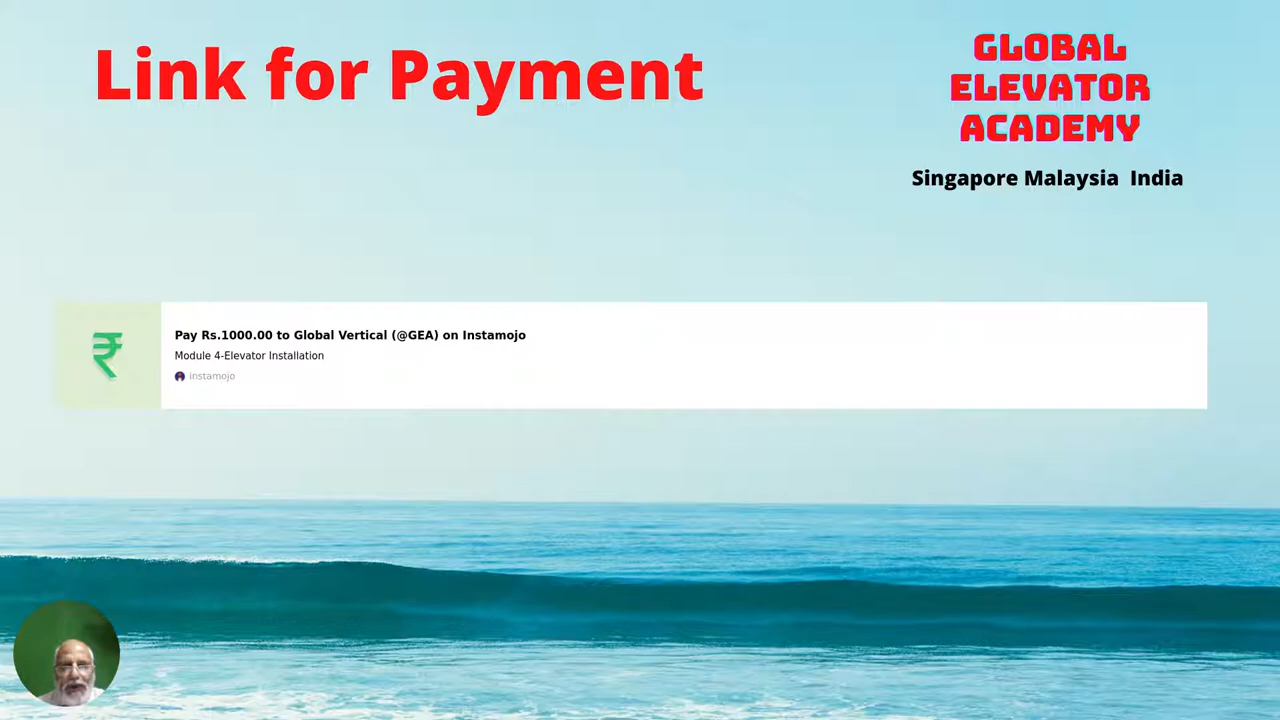 Link for Payment
GLOBAL
ELEVATOR
ACADEMY
Singapore Malaysia India
Pay Rs.1000.00 to Global Vertical (@GEA) on Instamojo
Module 4-Elevator Installation
instamojo